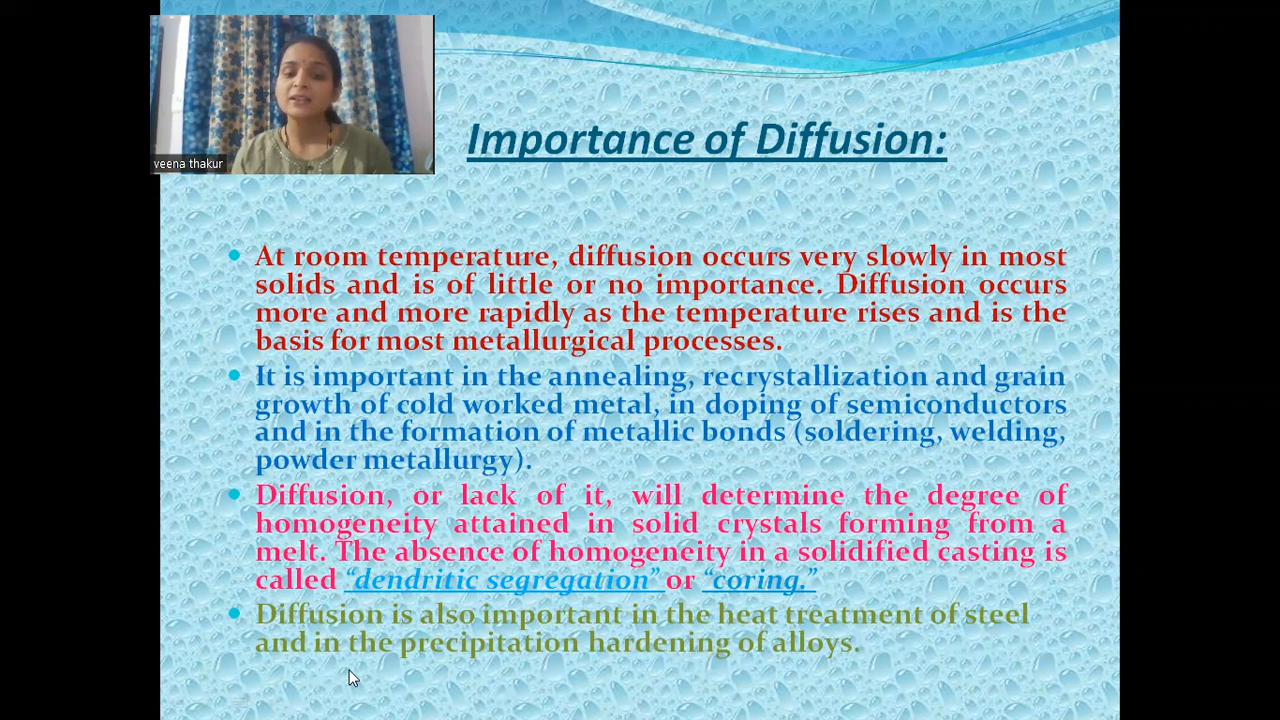 veena thakur
Importance of Diffusion:
At room temperature, diffusion occurs very slowly in most
solids and is of little or no importance. Diffusion occurs
more and more rapidly as the temperature rises and is the
basis for most metallurgical processes.
It is important in the annealing, recrystallization and grain
growth of cold worked metal, in doping of semiconductors
and in the formation of metallic bonds (soldering, welding,
powder metallurgy).
Diffusion, or lack of it, will determine the degree of
homogeneity attained in solid crystals forming from a
melt. The absence of homogeneity in a solidified casting is
called “dendritic segregation” or “coring.”
Diffusion is also important in the heat treatment of steel
and in the precipitation hardening of alloys.